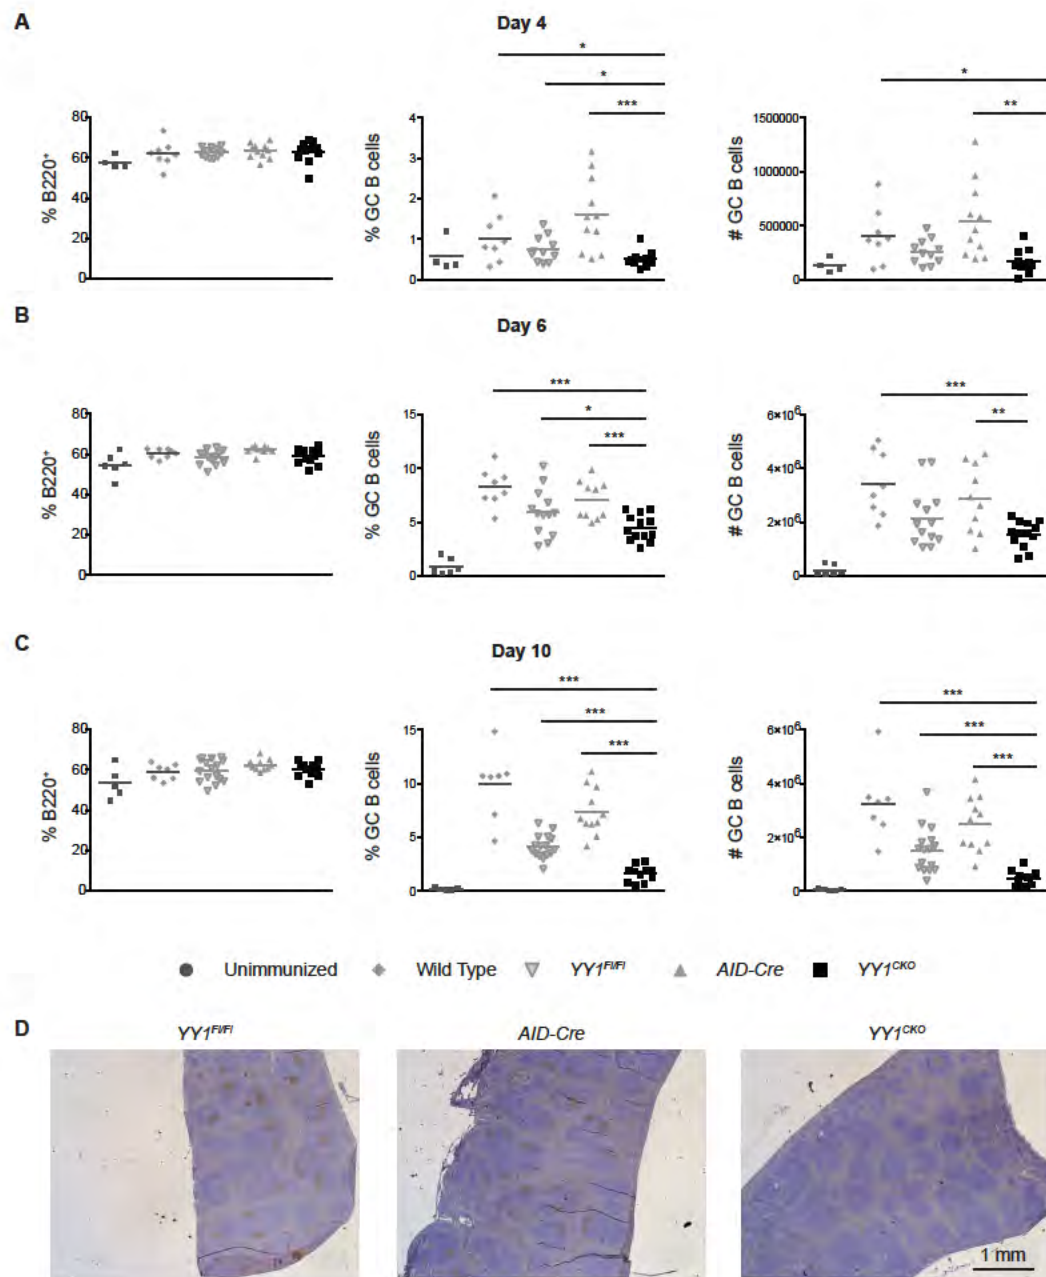 A
Day 4
*
*
***
*
**
80
60
40
20
0
% B220⁺
4
3
2
1
0
% GC B cells
1500000
1000000
500000
0
# GC B cells
B
Day 6
***
*
***
***
**
80
60
40
20
0
% B220⁺
15
10
5
0
% GC B cells
6×10⁶
4×10⁶
2×10⁶
0
# GC B cells
C
Day 10
***
***
***
***
***
***
80
60
40
20
0
% B220⁺
15
10
5
0
% GC B cells
6×10⁶
4×10⁶
2×10⁶
0
# GC B cells
Unimmunized Wild Type YY1^Fl/Fl AID-Cre YY1^CKO
D
YY1^Fl/Fl AID-Cre YY1^CKO
1 mm